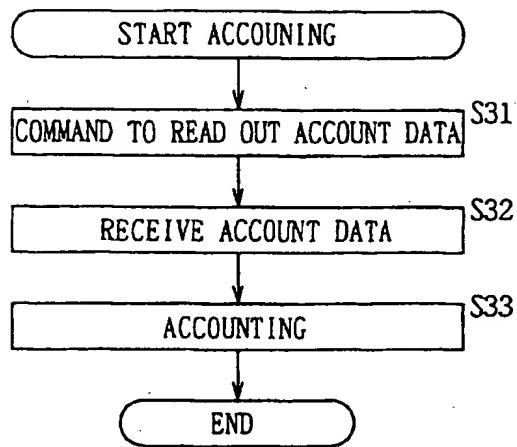 START ACCOUNING
S31
COMMAND TO READ OUT ACCOUNT DATA
S32
RECEIVE ACCOUNT DATA
S33
ACCOUNTING
END